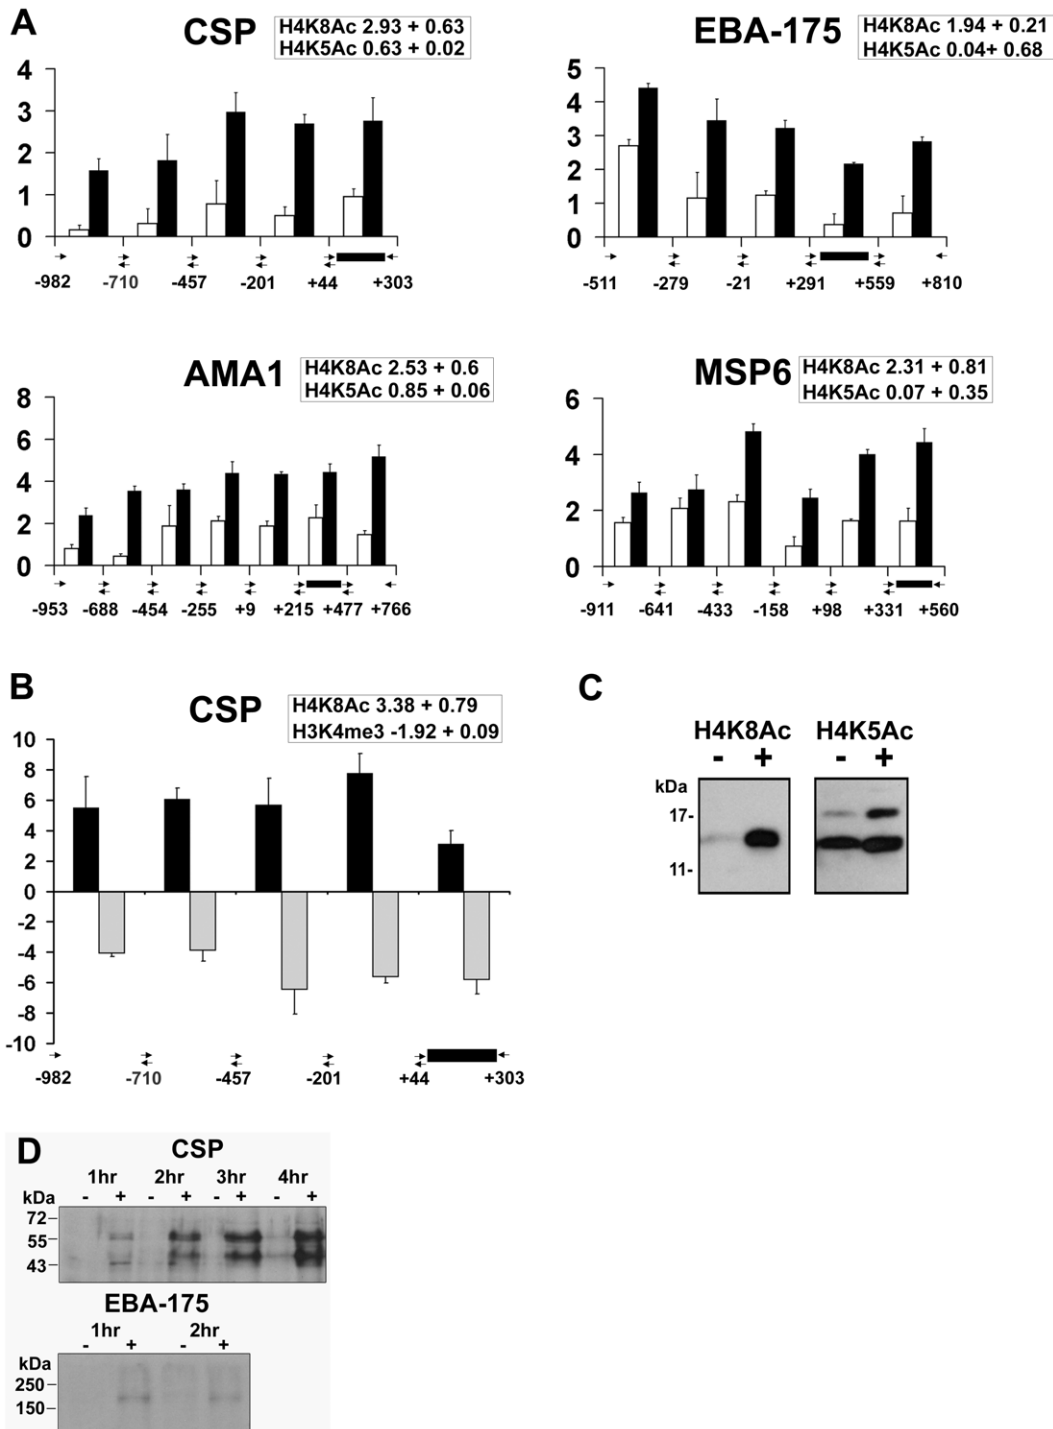 A
CSP
H4K8Ac 2.93 + 0.63
H4K5Ac 0.63 + 0.02
4
3
2
1
0
-982 -710 -457 -201 +44 +303
EBA-175
H4K8Ac 1.94 + 0.21
H4K5Ac 0.04+ 0.68
5
4
3
2
1
0
-511 -279 -21 +291 +559 +810
AMA1
H4K8Ac 2.53 + 0.6
H4K5Ac 0.85 + 0.06
8
6
4
2
0
-953 -688 -454 -255 +9 +215 +477 +766
MSP6
H4K8Ac 2.31 + 0.81
H4K5Ac 0.07 + 0.35
6
4
2
0
-911 -641 -433 -158 +98 +331 +560
B
CSP
H4K8Ac 3.38 + 0.79
H3K4me3 -1.92 + 0.09
10
8
6
4
2
0
-2
-4
-6
-8
-10
-982 -710 -457 -201 +44 +303
C
H4K8Ac H4K5Ac
- + - +
kDa
17-
11-
D
CSP
1hr 2hr 3hr 4hr
kDa - + - + - + - +
72-
55-
43-
EBA-175
1hr 2hr
- + - +
kDa
250-
150-